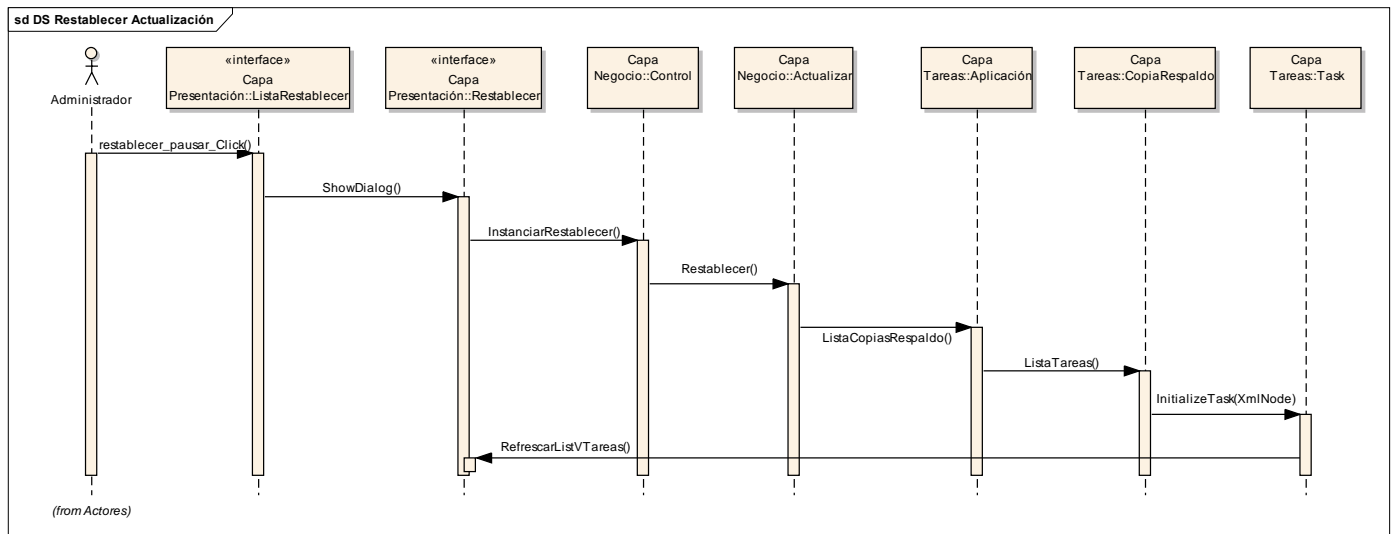 sd DS Restablecer Actualización
Administrador
«interface»
Capa
Presentación::ListaRestablecer
«interface»
Capa
Presentación::Restablecer
Capa
Negocio::Control
Capa
Negocio::Actualizar
Capa
Tareas::Aplicación
Capa
Tareas::CopiaRespaldo
Capa
Tareas::Task
restablecer_pausar_Click()
ShowDialog()
InstanciarRestablecer()
Restablecer()
ListaCopiasRespaldo()
ListaTareas()
InitializeTask(XmlNode)
RefrescarListVTareas()
(from Actores)